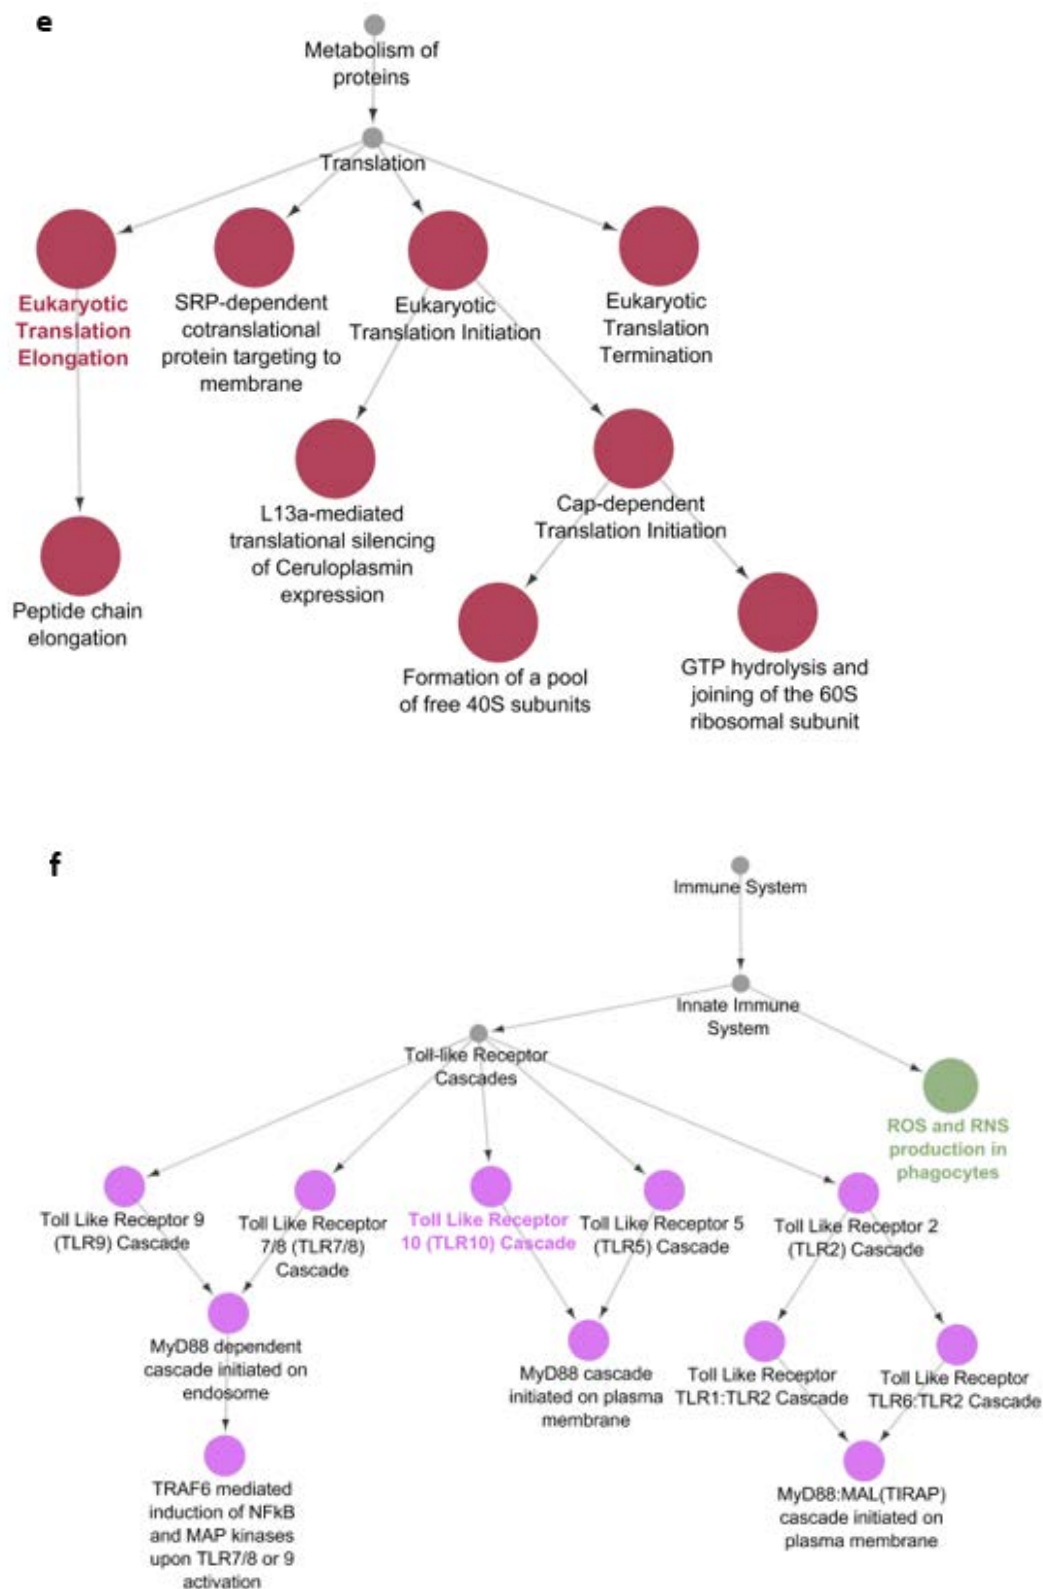 e
Metabolism of
proteins
Translation
Eukaryotic
Translation
Elongation
SRP-dependent
cotranslational
protein targeting to
membrane
Eukaryotic
Translation Initiation
Eukaryotic
Translation
Termination
L13a-mediated
translational silencing
of Ceruloplasmin
expression
Cap-dependent
Translation Initiation
Peptide chain
elongation
Formation of a pool
of free 40S subunits
GTP hydrolysis and
joining of the 60S
ribosomal subunit
f
Immune System
Innate Immune
System
Toll-like Receptor
Cascades
ROS and RNS
production in
phagocytes
Toll Like Receptor 9
(TLR9) Cascade
Toll Like Receptor
7/8 (TLR7/8)
Cascade
Toll Like Receptor
10 (TLR10) Cascade
Toll Like Receptor 5
(TLR5) Cascade
Toll Like Receptor 2
(TLR2) Cascade
MyD88 dependent
cascade initiated on
endosome
MyD88 cascade
initiated on plasma
membrane
Toll Like Receptor
TLR1:TLR2 Cascade
Toll Like Receptor
TLR6:TLR2 Cascade
TRAF6 mediated
induction of NFkB
and MAP kinases
upon TLR7/8 or 9
activation
MyD88:MAL(TIRAP)
cascade initiated on
plasma membrane